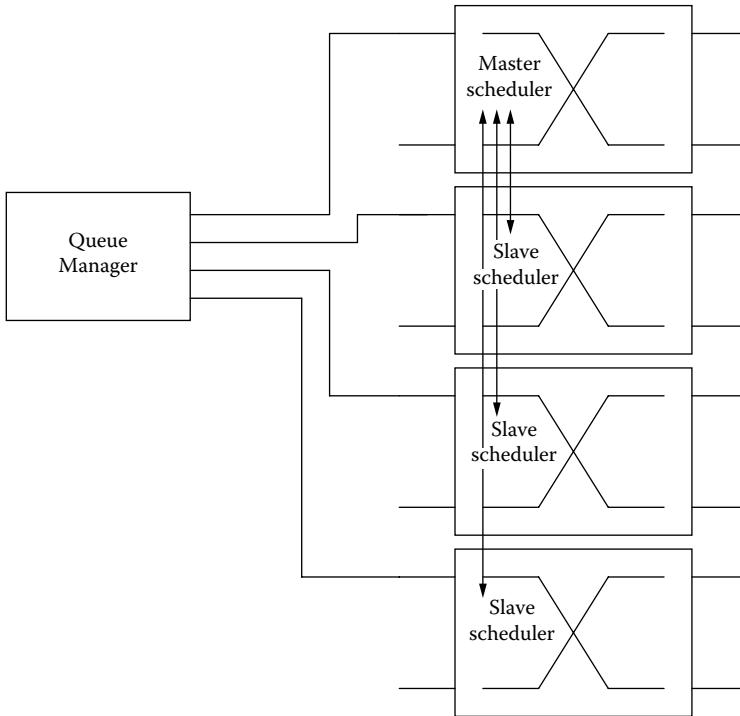 Master
scheduler
Queue
Manager
Slave
scheduler
Slave
scheduler
Slave
scheduler